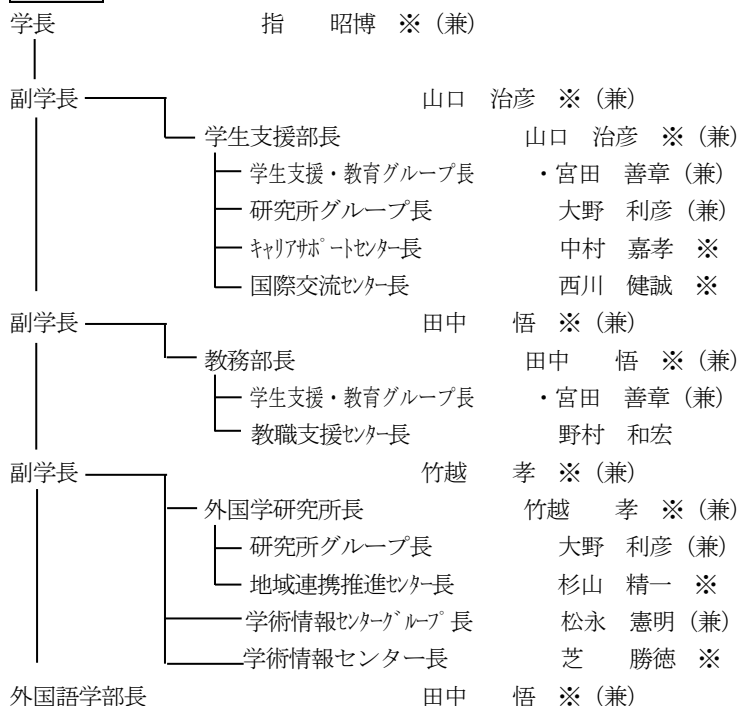 学長 指 昭博 ※ (兼)
副学長 山口 治彦 ※ (兼)
学生支援部長 山口 治彦 ※ (兼)
学生支援・教育グループ長 ・宮田 善章 (兼)
研究所グループ長 大野 利彦 (兼)
ｷｬﾘｱｻﾎﾟｰﾄｾﾝﾀｰ長 中村 嘉孝 ※
国際交流ｾﾝﾀｰ長 西川 健誠 ※
副学長 田中 悟 ※ (兼)
教務部長 田中 悟 ※ (兼)
学生支援・教育グループ長 ・宮田 善章 (兼)
教職支援ｾﾝﾀｰ長 野村 和宏
副学長 竹越 孝 ※ (兼)
外国学研究所長 竹越 孝 ※ (兼)
研究所グループ長 大野 利彦 (兼)
地域連携推進ｾﾝﾀｰ長 杉山 精一 ※
学術情報ｾﾝﾀｰｸﾞﾙｰﾌﾟ長 松永 憲明 (兼)
学術情報センター長 芝 勝徳 ※
外国語学部長 田中 悟 ※ (兼)